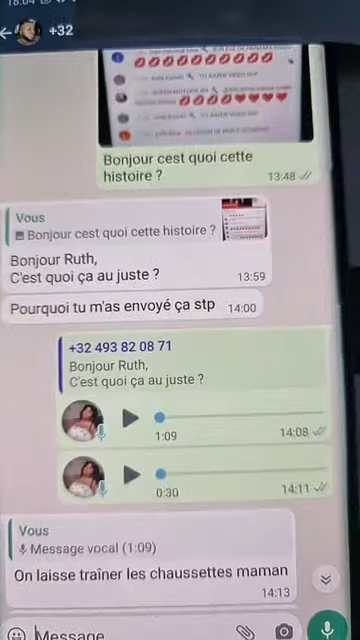 18:04
+32
Bonjour cest quoi cette
histoire ?
13:48
Vous
Bonjour cest quoi cette histoire ?
Bonjour Ruth,
C'est quoi ça au juste ?
13:59
Pourquoi tu m'as envoyé ça stp
14:00
+32 493 82 08 71
Bonjour Ruth,
C'est quoi ça au juste ?
1:09
14:08
0:30
14:11
Vous
Message vocal (1:09)
On laisse traîner les chaussettes maman
14:13
Message